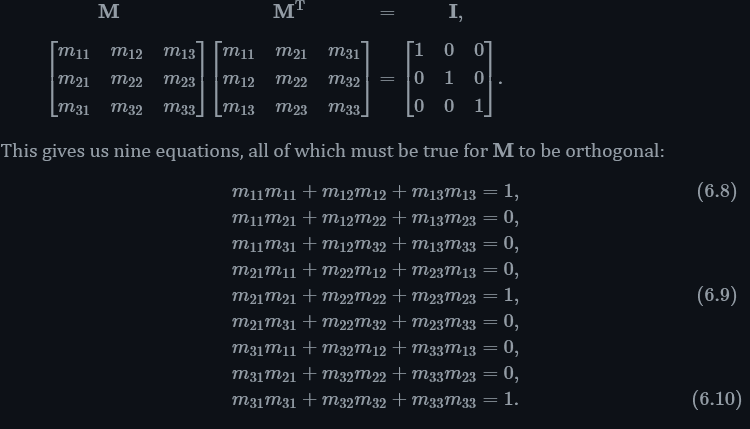 M Mᵀ = I,
[m₁₁ m₁₂ m₁₃] [m₁₁ m₂₁ m₃₁] [1 0 0]
[m₂₁ m₂₂ m₂₃] [m₁₂ m₂₂ m₃₂] = [0 1 0].
[m₃₁ m₃₂ m₃₃] [m₁₃ m₂₃ m₃₃] [0 0 1]
This gives us nine equations, all of which must be true for M to be orthogonal:
m₁₁m₁₁ + m₁₂m₁₂ + m₁₃m₁₃ = 1, (6.8)
m₁₁m₂₁ + m₁₂m₂₂ + m₁₃m₂₃ = 0,
m₁₁m₃₁ + m₁₂m₃₂ + m₁₃m₃₃ = 0,
m₂₁m₁₁ + m₂₂m₁₂ + m₂₃m₁₃ = 0,
m₂₁m₂₁ + m₂₂m₂₂ + m₂₃m₂₃ = 1, (6.9)
m₂₁m₃₁ + m₂₂m₃₂ + m₂₃m₃₃ = 0,
m₃₁m₁₁ + m₃₂m₁₂ + m₃₃m₁₃ = 0,
m₃₁m₂₁ + m₃₂m₂₂ + m₃₃m₂₃ = 0,
m₃₁m₃₁ + m₃₂m₃₂ + m₃₃m₃₃ = 1. (6.10)